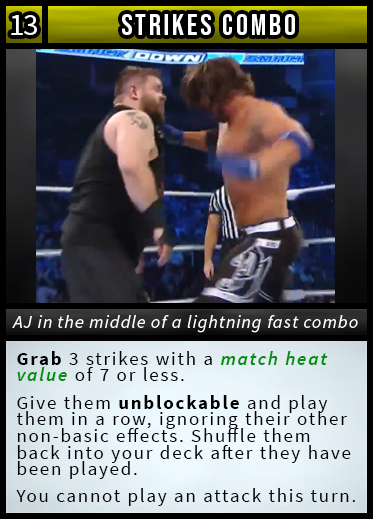 13 STRIKES COMBO
DOWN
AJ in the middle of a lightning fast combo
Grab 3 strikes with a match heat
value of 7 or less.
Give them unblockable and play
them in a row, ignoring their other
non-basic effects. Shuffle them
back into your deck after they have
been played.
You cannot play an attack this turn.